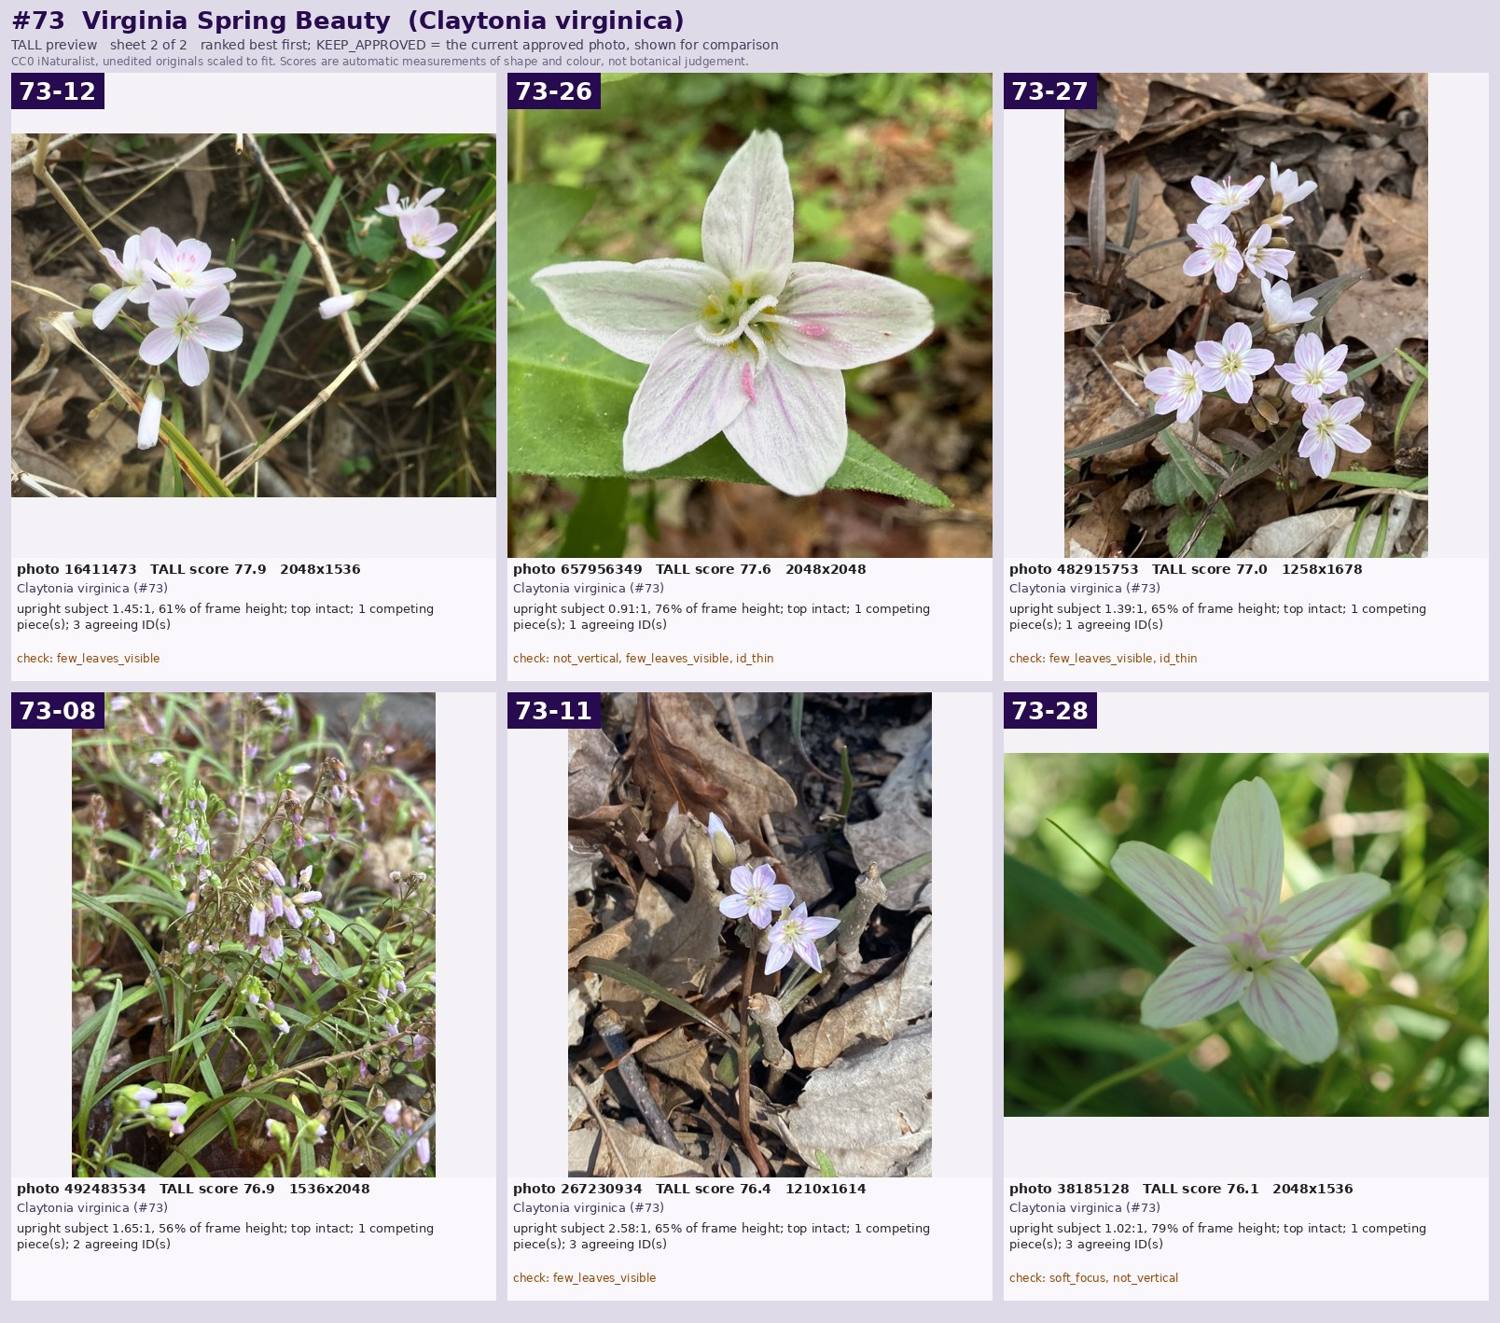 #73  Virginia Spring Beauty  (Claytonia virginica)
TALL preview   sheet 2 of 2   ranked best first; KEEP_APPROVED = the current approved photo, shown for comparison
CC0 iNaturalist, unedited originals scaled to fit. Scores are automatic measurements of shape and colour, not botanical judgement.
73-12
photo 16411473   TALL score 77.9   2048x1536
Claytonia virginica (#73)
upright subject 1.45:1, 61% of frame height; top intact; 1 competing
piece(s); 3 agreeing ID(s)
check: few_leaves_visible
73-26
photo 657956349   TALL score 77.6   2048x2048
Claytonia virginica (#73)
upright subject 0.91:1, 76% of frame height; top intact; 1 competing
piece(s); 1 agreeing ID(s)
check: not_vertical, few_leaves_visible, id_thin
73-27
photo 482915753   TALL score 77.0   1258x1678
Claytonia virginica (#73)
upright subject 1.39:1, 65% of frame height; top intact; 1 competing
piece(s); 1 agreeing ID(s)
check: few_leaves_visible, id_thin
73-08
photo 492483534   TALL score 76.9   1536x2048
Claytonia virginica (#73)
upright subject 1.65:1, 56% of frame height; top intact; 1 competing
piece(s); 2 agreeing ID(s)
73-11
photo 267230934   TALL score 76.4   1210x1614
Claytonia virginica (#73)
upright subject 2.58:1, 65% of frame height; top intact; 1 competing
piece(s); 3 agreeing ID(s)
check: few_leaves_visible
73-28
photo 38185128   TALL score 76.1   2048x1536
Claytonia virginica (#73)
upright subject 1.02:1, 79% of frame height; top intact; 1 competing
piece(s); 3 agreeing ID(s)
check: soft_focus, not_vertical